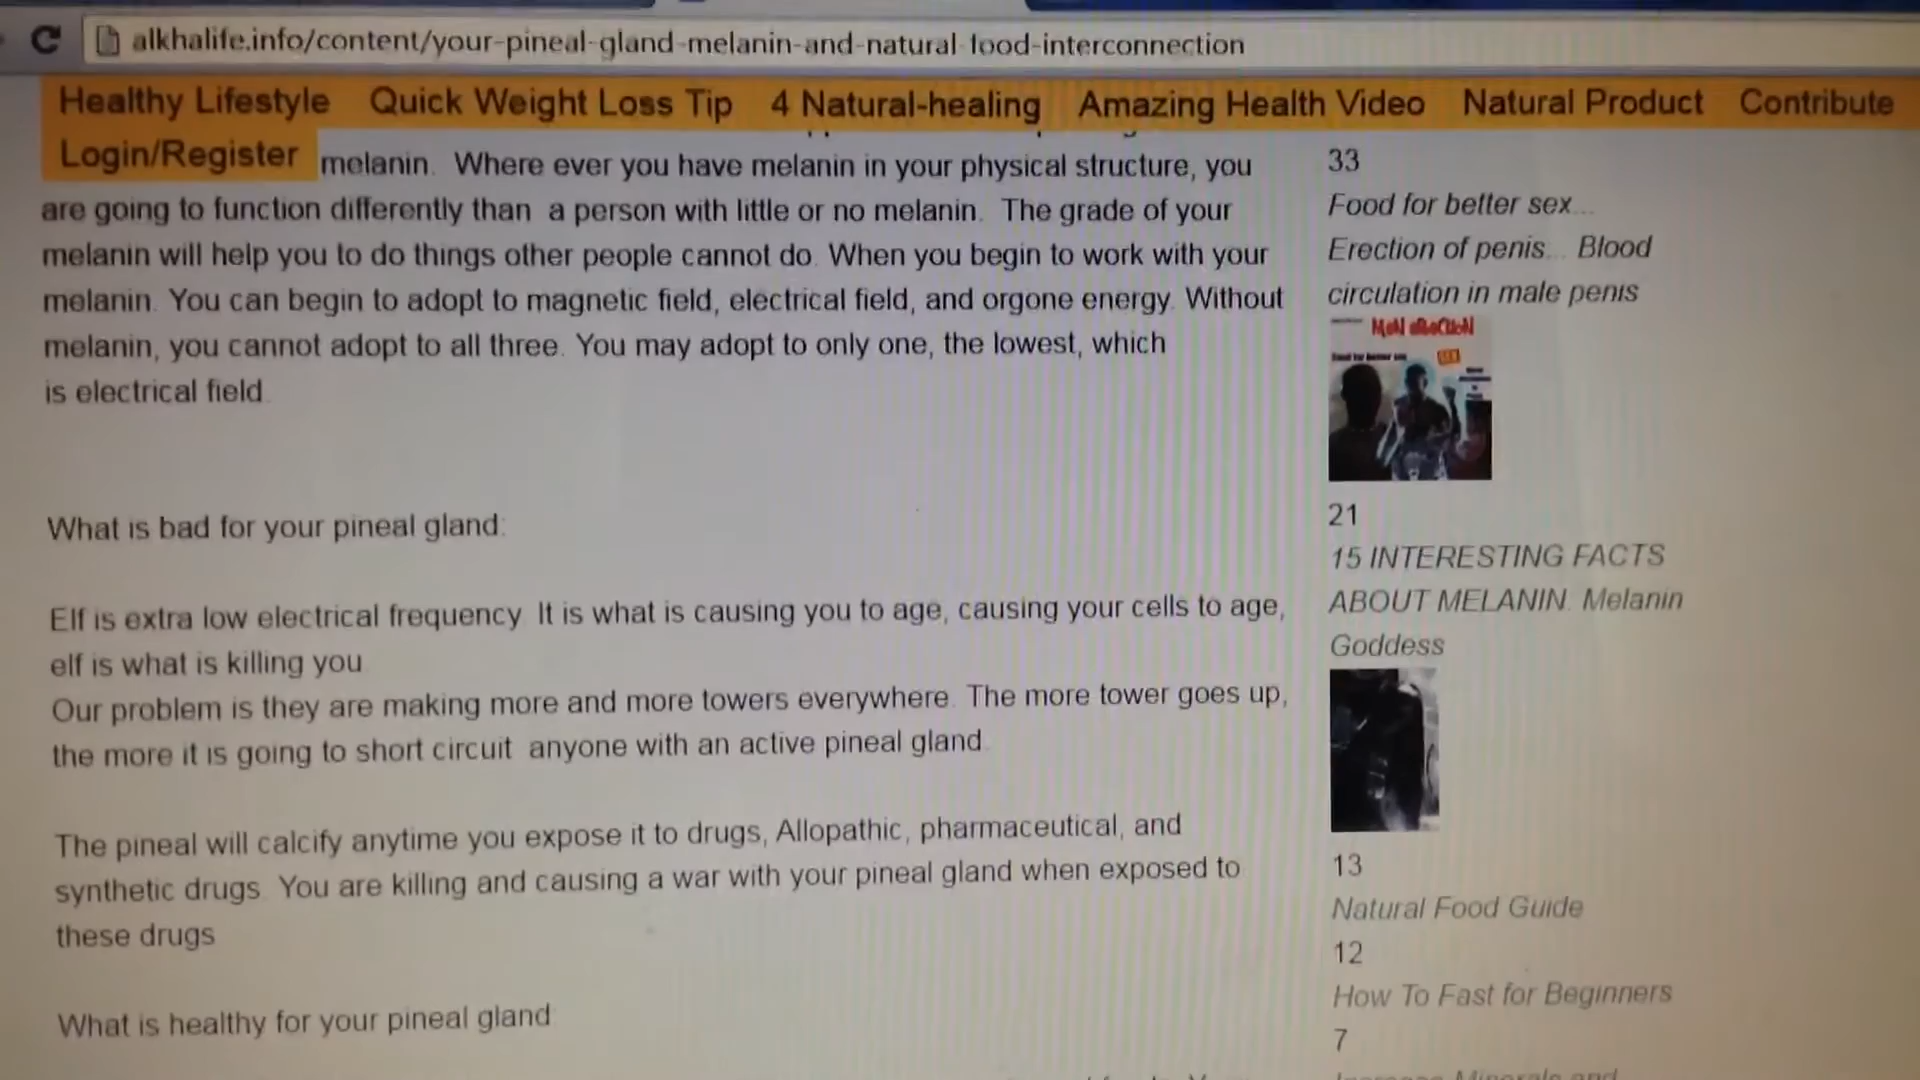 alkhalife.info/content/your-pineal-gland-melanin-and-natural-food-interconnection
Healthy Lifestyle Quick Weight Loss Tip 4 Natural-healing Amazing Health Video Natural Product Contribute
Login/Register
melanin. Where ever you have melanin in your physical structure, you
are going to function differently than a person with little or no melanin. The grade of your
melanin will help you to do things other people cannot do. When you begin to work with your
melanin. You can begin to adopt to magnetic field, electrical field, and orgone energy. Without
melanin, you cannot adopt to all three. You may adopt to only one, the lowest, which
is electrical field.
What is bad for your pineal gland:
Elf is extra low electrical frequency. It is what is causing you to age, causing your cells to age,
elf is what is killing you.
Our problem is they are making more and more towers everywhere. The more tower goes up,
the more it is going to short circuit anyone with an active pineal gland.
The pineal will calcify anytime you expose it to drugs, Allopathic, pharmaceutical, and
synthetic drugs. You are killing and causing a war with your pineal gland when exposed to
these drugs.
What is healthy for your pineal gland
33
Food for better sex...
Erection of penis... Blood
circulation in male penis
MeN eReCtioN
21
15 INTERESTING FACTS
ABOUT MELANIN. Melanin
Goddess
13
Natural Food Guide
12
How To Fast for Beginners
7